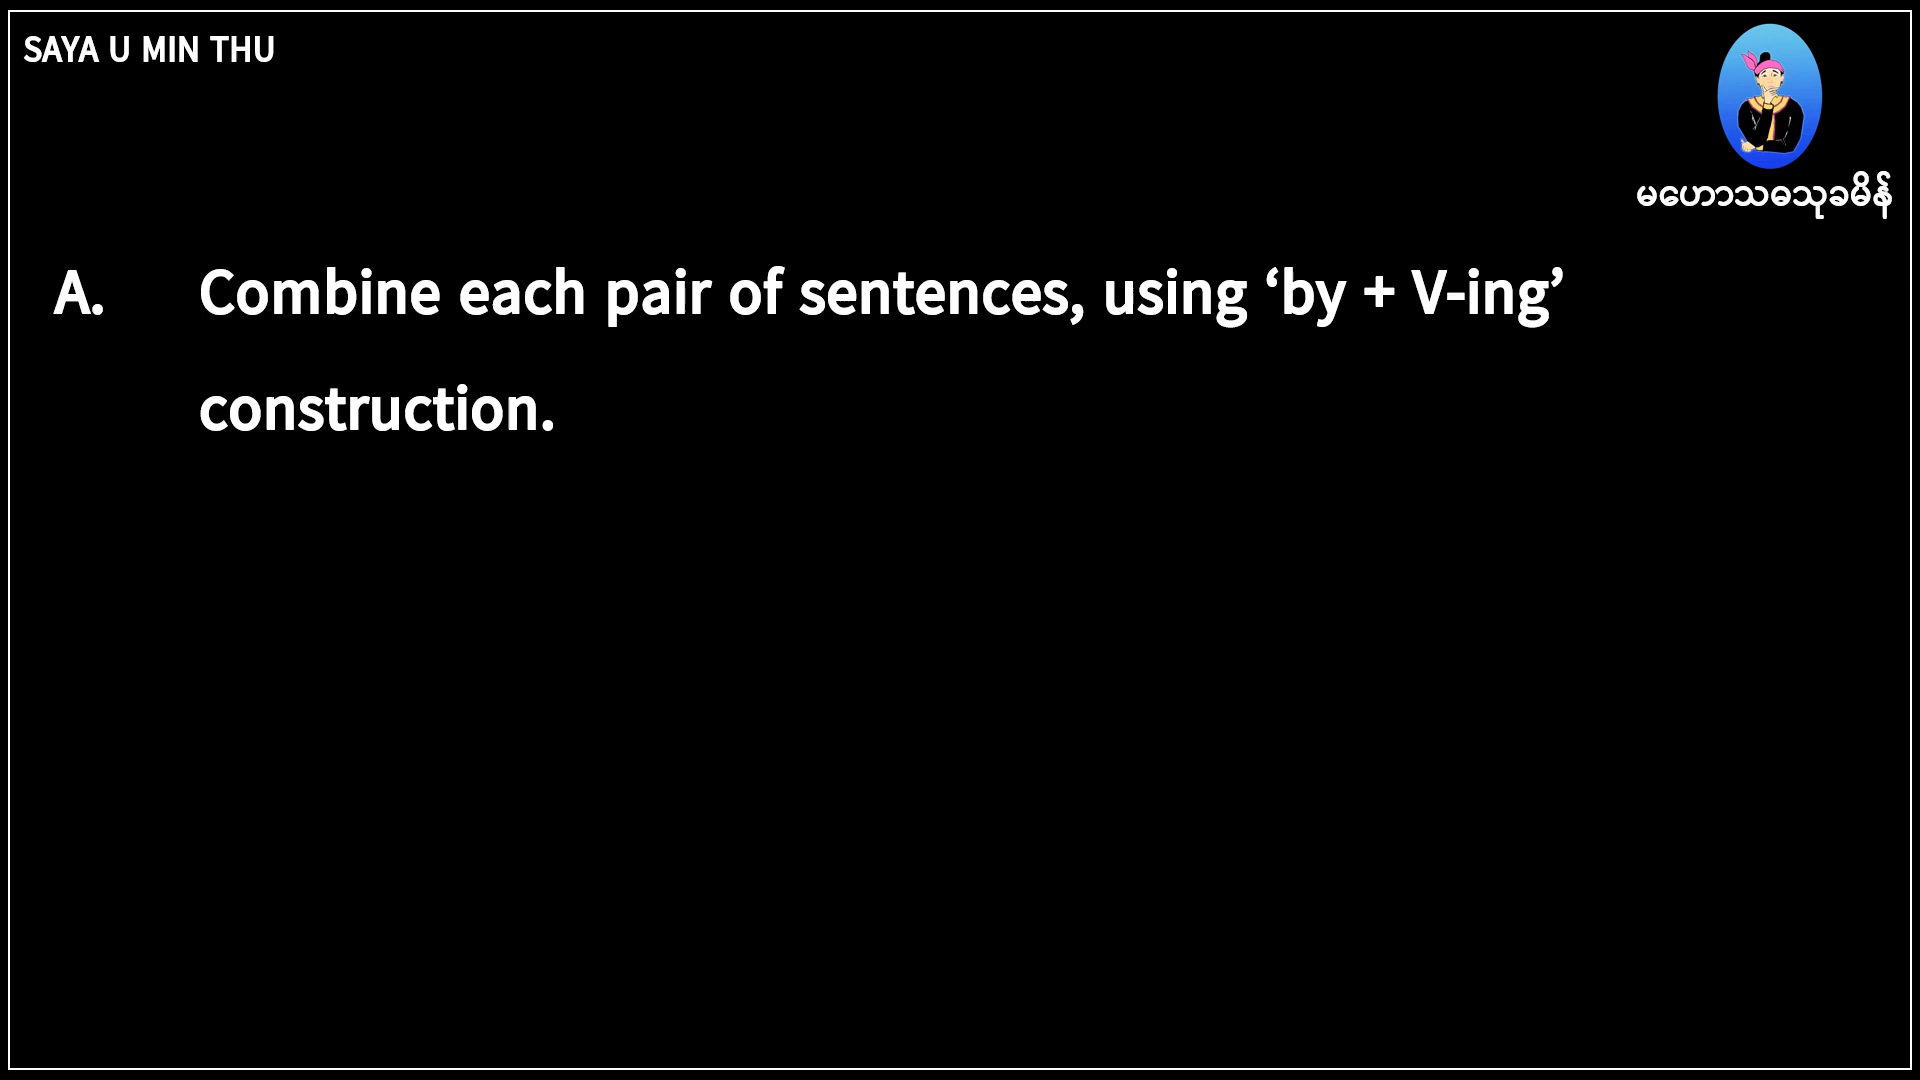 SAYA U MIN THU
မဟောသဓသုခမိန်
A. Combine each pair of sentences, using ‘by + V-ing’
construction.